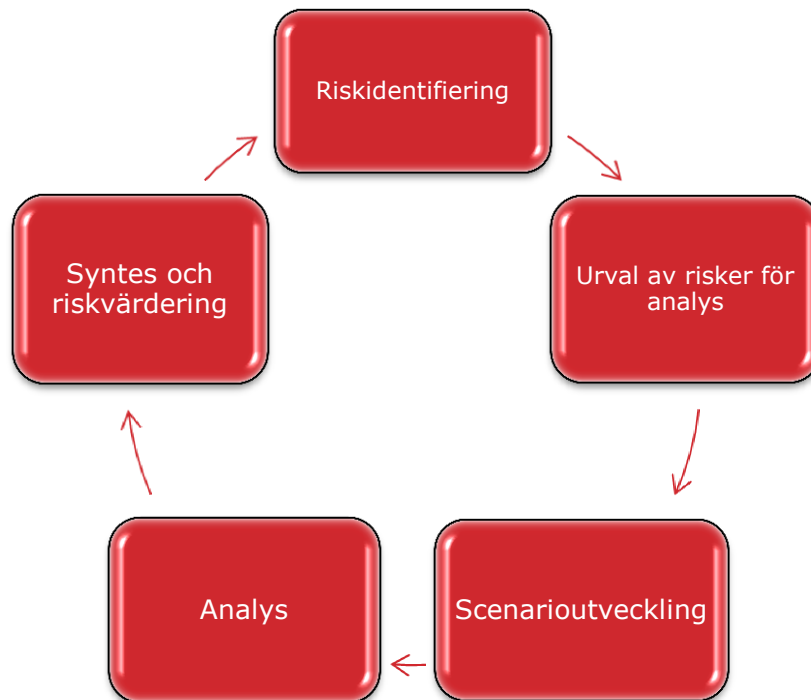 Riskidentifiering
Urval av risker för
analys
Scenarioutveckling
Analys
Syntes och
riskvärdering